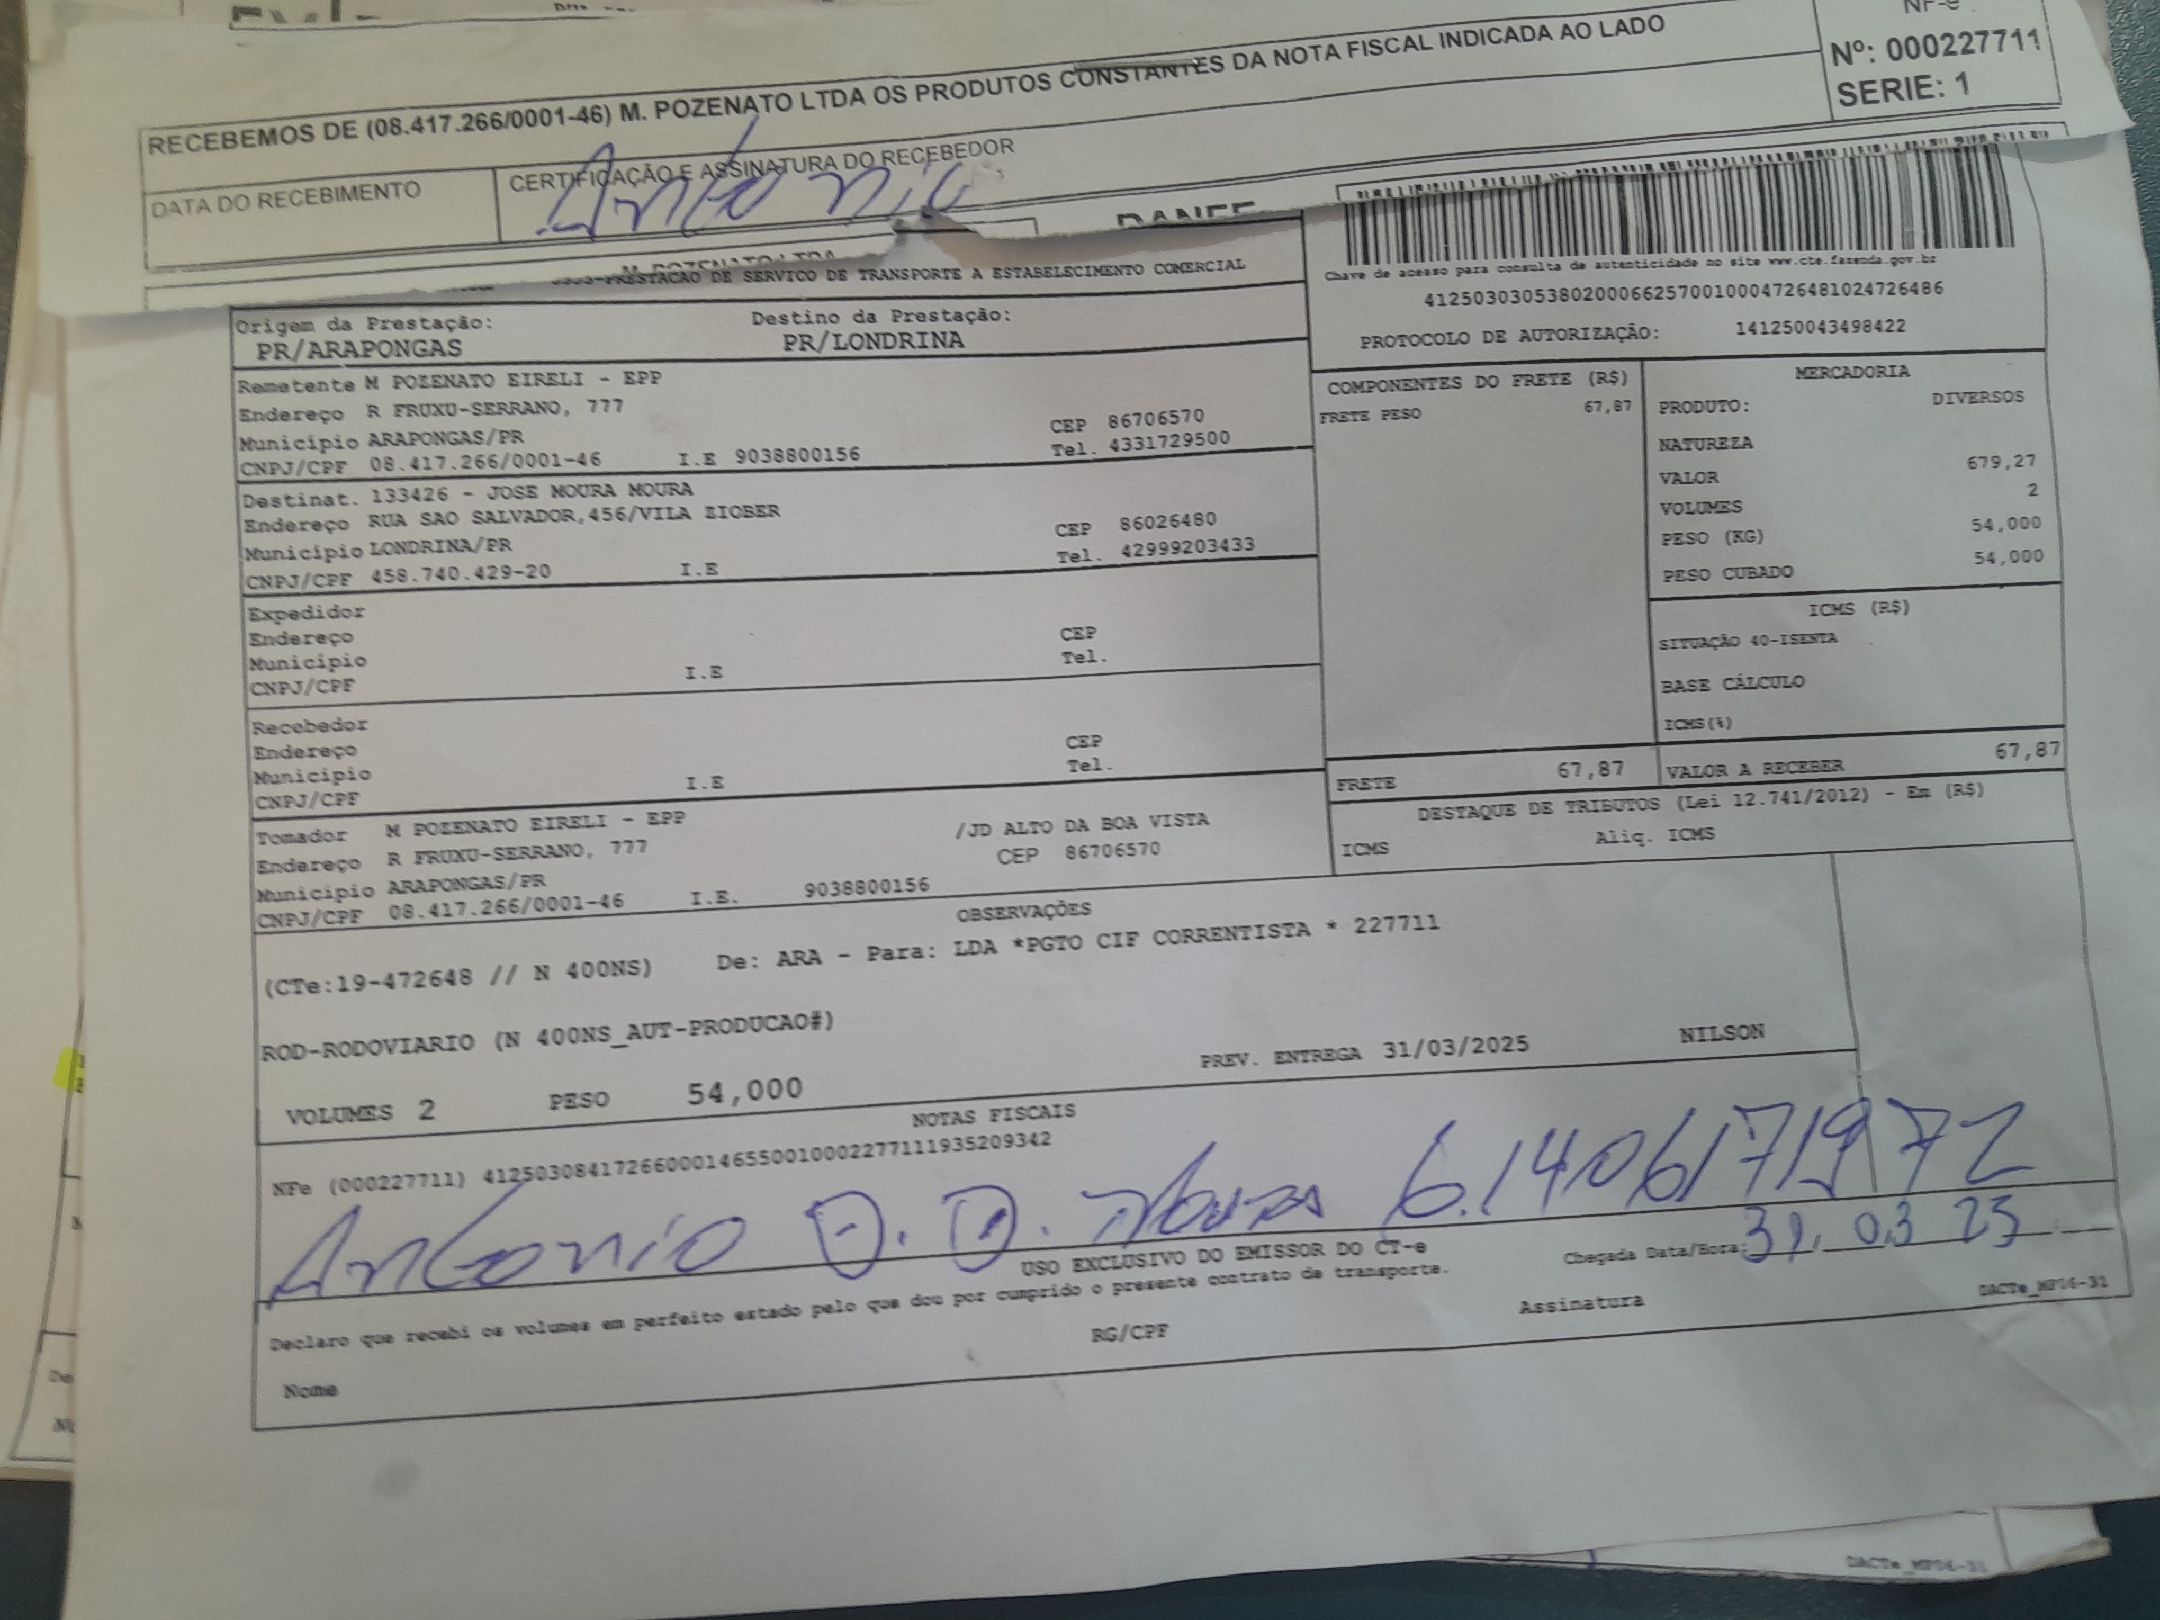 NF-e
RECEBEMOS DE (08.417.266/0001-46) M. POZENATO LTDA OS PRODUTOS CONSTANTES DA NOTA FISCAL INDICADA AO LADO
Nº: 000227711
SERIE: 1
DATA DO RECEBIMENTO
CERTIFICAÇÃO E ASSINATURA DO RECEBEDOR
Antonio
DANFE
M. POZENATO LTDA
PRESTACAO DE SERVICO DE TRANSPORTE A ESTABELECIMENTO COMERCIAL
Chave de acesso para consulta de autenticidade no site www.cte.fazenda.gov.br
41250303053802000662570010004726481024726486
PROTOCOLO DE AUTORIZAÇÃO: 141250043498422
Origem da Prestação: Destino da Prestação:
PR/ARAPONGAS PR/LONDRINA
Remetente M POZENATO EIRELI - EPP
Endereço R FRUXU-SERRANO, 777
Município ARAPONGAS/PR CEP 86706570
CNPJ/CPF 08.417.266/0001-46 I.E 9038800156 Tel. 4331729500
Destinat. 133426 - JOSE MOURA MOURA
Endereço RUA SAO SALVADOR,456/VILA ZIOBER
Município LONDRINA/PR CEP 86026480
CNPJ/CPF 458.740.429-20 I.E Tel. 42999203433
Expedidor
Endereço
Município CEP
CNPJ/CPF I.E Tel.
Recebedor
Endereço
Município CEP
CNPJ/CPF I.E Tel.
Tomador M POZENATO EIRELI - EPP
Endereço R FRUXU-SERRANO, 777 /JD ALTO DA BOA VISTA
Município ARAPONGAS/PR CEP 86706570
CNPJ/CPF 08.417.266/0001-46 I.E. 9038800156
COMPONENTES DO FRETE (R$)
FRETE PESO 67,87
MERCADORIA
PRODUTO: DIVERSOS
NATUREZA
VALOR 679,27
VOLUMES 2
PESO (KG) 54,000
PESO CUBADO 54,000
ICMS (R$)
SITUAÇÃO 40-ISENTA
BASE CÁLCULO
ICMS(%)
FRETE 67,87 VALOR A RECEBER 67,87
DESTAQUE DE TRIBUTOS (Lei 12.741/2012) - Em (R$)
ICMS Aliq. ICMS
OBSERVAÇÕES
(CTe:19-472648 // N 400NS) De: ARA - Para: LDA *PGTO CIF CORRENTISTA * 227711
ROD-RODOVIARIO (N 400NS_AUT-PRODUCAO#)
VOLUMES 2 PESO 54,000 PREV. ENTREGA 31/03/2025 NILSON
NOTAS FISCAIS
NFe (000227711) 41250308417266000146550010002277111935209342
Antonio
USO EXCLUSIVO DO EMISSOR DO CT-e
Chegada Data/Hora: 31 03 25
Declaro que recebi os volumes em perfeito estado pelo que dou por cumprido o presente contrato de transporte.
Nome RG/CPF Assinatura
DACTe_MF06-31
DACTe_MF06-31